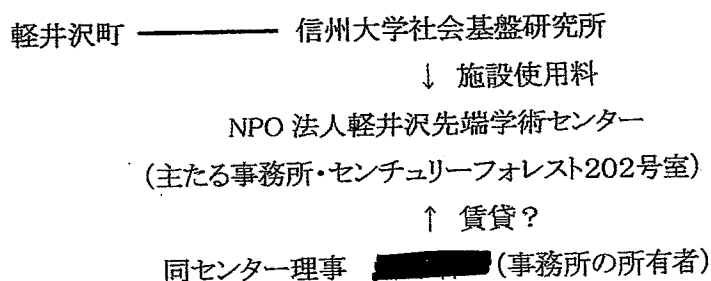 軽井沢町 ――― 信州大学社会基盤研究所
↓ 施設使用料
NPO 法人軽井沢先端学術センター
(主たる事務所・センチュリーフォレスト202号室)
↑ 賃貸?
同センター理事 (事務所の所有者)